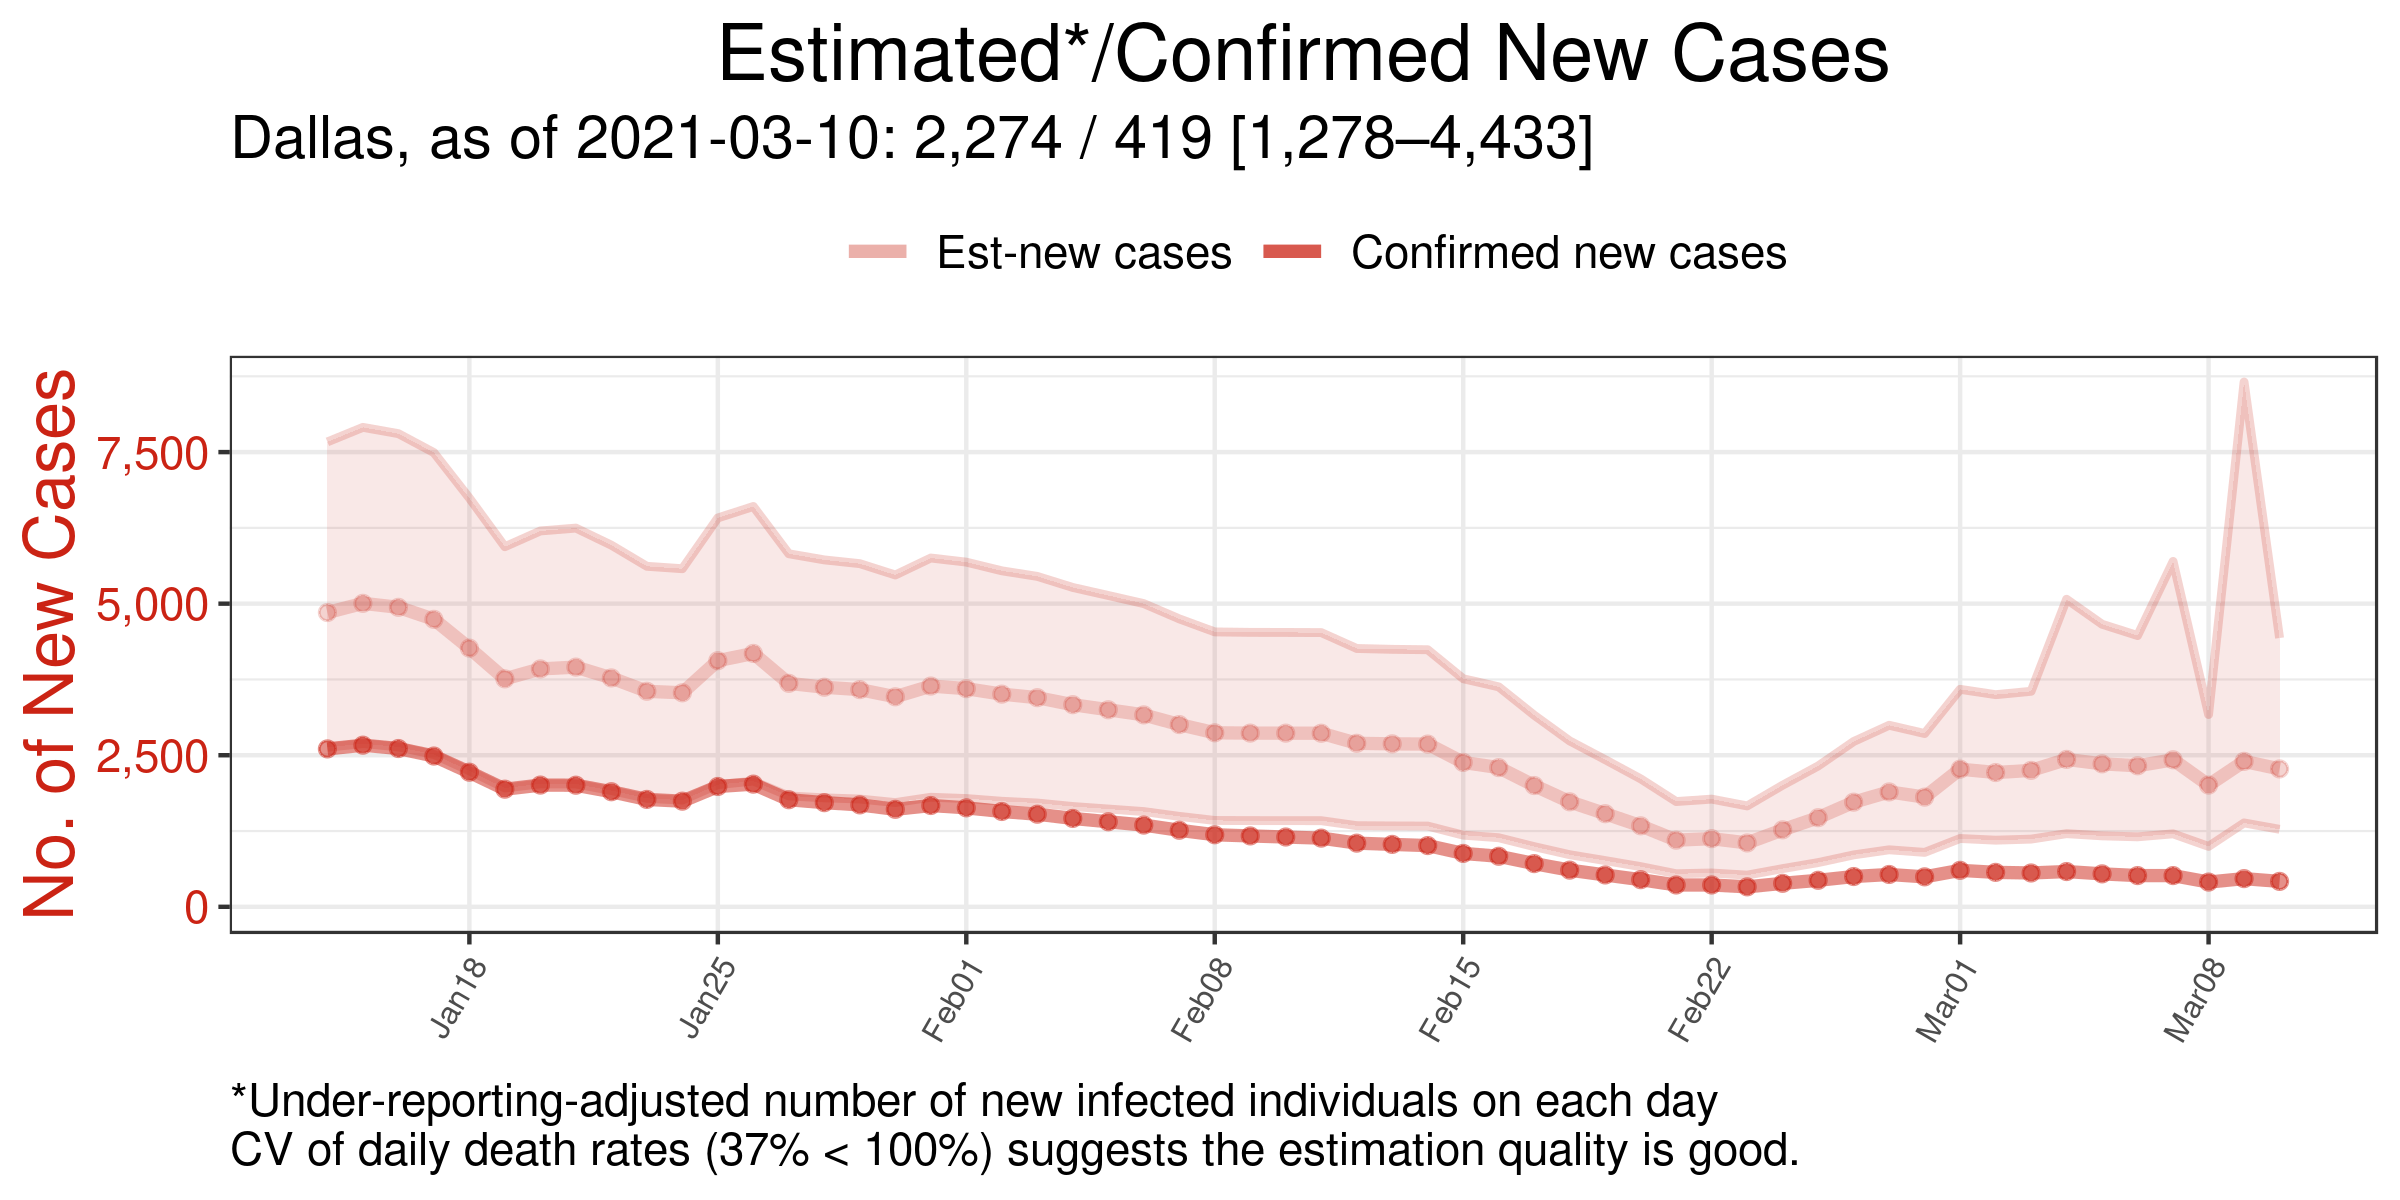 Estimated*/Confirmed New Cases
Dallas, as of 2021-03-10: 2,274 / 419 [1,278–4,433]
Est-new cases Confirmed new cases
No. of New Cases
7,500
5,000
2,500
0
Jan18 Jan25 Feb01 Feb08 Feb15 Feb22 Mar01 Mar08
*Under-reporting-adjusted number of new infected individuals on each day
CV of daily death rates (37% < 100%) suggests the estimation quality is good.